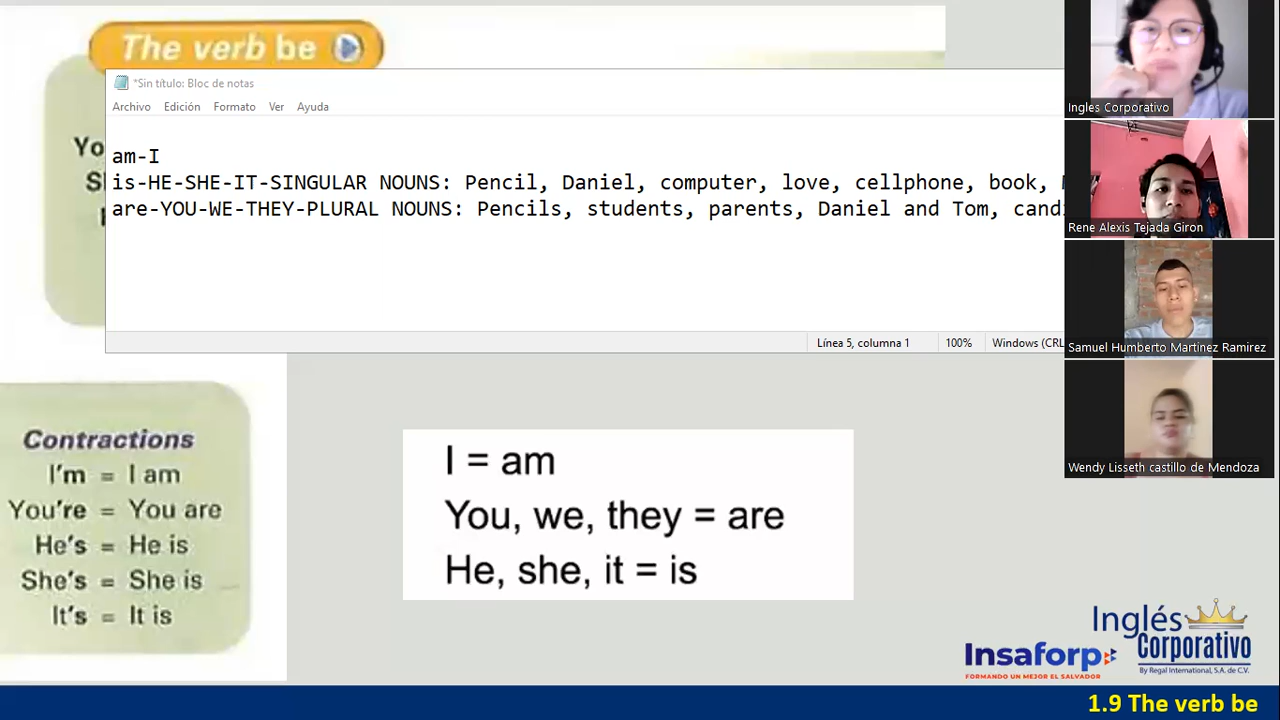 The verb be
*Sin título: Bloc de notas
Archivo Edición Formato Ver Ayuda
am-I
is-HE-SHE-IT-SINGULAR NOUNS: Pencil, Daniel, computer, love, cellphone, book,
are-YOU-WE-THEY-PLURAL NOUNS: Pencils, students, parents, Daniel and Tom,
Línea 5, columna 1 100% Windows (CRL
Contractions
I'm = I am
You're = You are
He's = He is
She's = She is
It's = It is
I = am
You, we, they = are
He, she, it = is
Ingles Corporativo
Rene Alexis Tejada Giron
Samuel Humberto Martinez Ramirez
Wendy Lisseth castillo de Mendoza
Insaforp
FORMANDO UN MEJOR EL SALVADOR
Inglés
Corporativo
By Regal International, S.A. de C.V.
1.9 The verb be